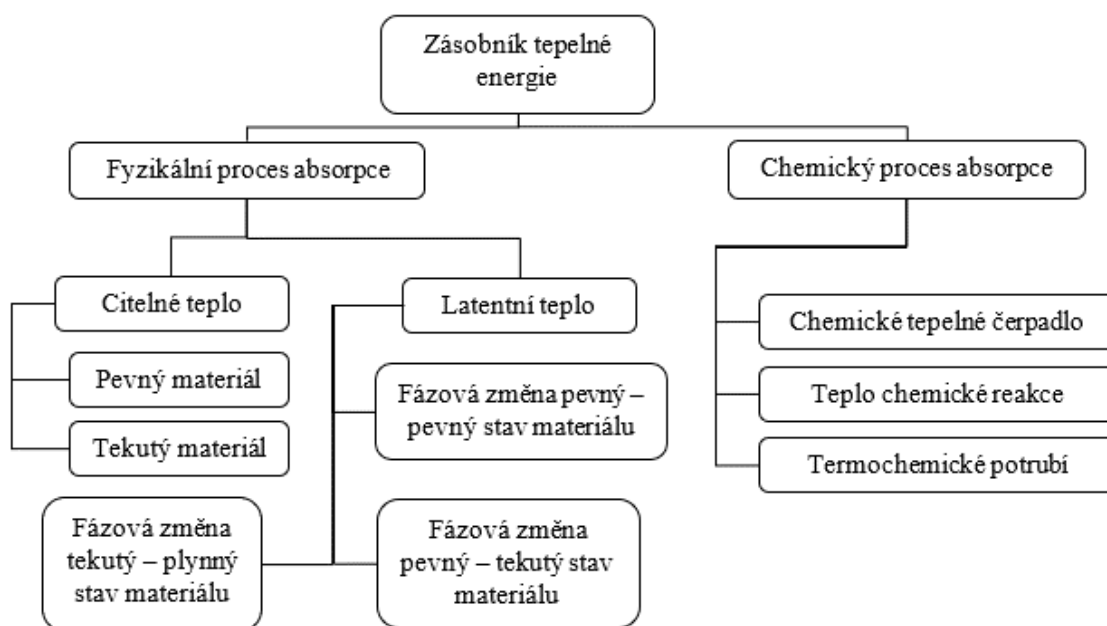 Zásobník tepelné
energie
Fyzikální proces absorpce
Chemický proces absorpce
Citelné teplo
Latentní teplo
Chemické tepelné čerpadlo
Pevný materiál
Fázová změna pevný –
pevný stav materiálu
Teplo chemické reakce
Tekutý materiál
Termochemické potrubí
Fázová změna
tekutý – plynný
stav materiálu
Fázová změna
pevný – tekutý stav
materiálu